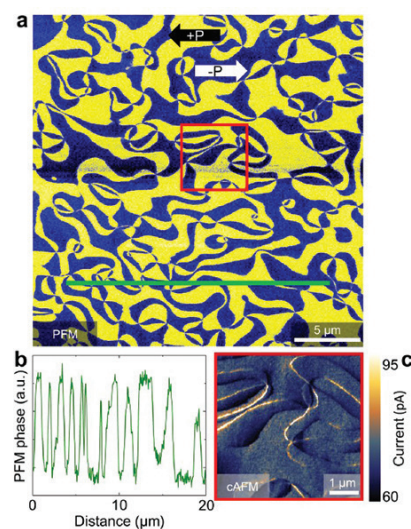 a
+P
-P
PFM
5 µm
b
c
PFM phase (a.u.)
0
10
20
Distance (µm)
cAFM
1 µm
95
60
Current (pA)